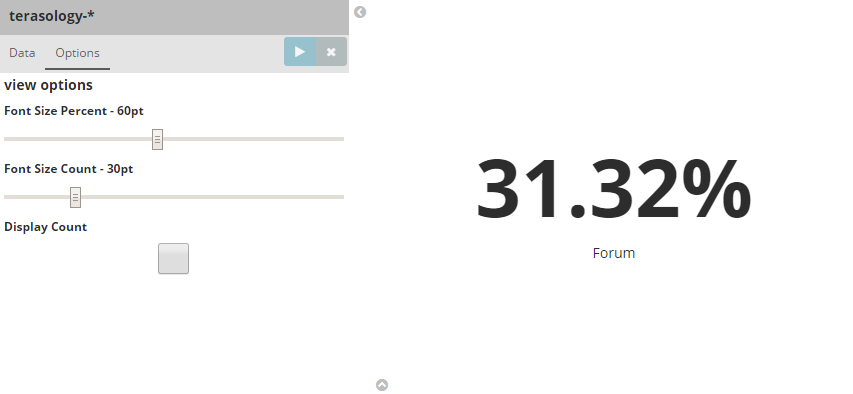 terasology-*
Data Options
view options
Font Size Percent - 60pt
Font Size Count - 30pt
Display Count
31.32%
Forum